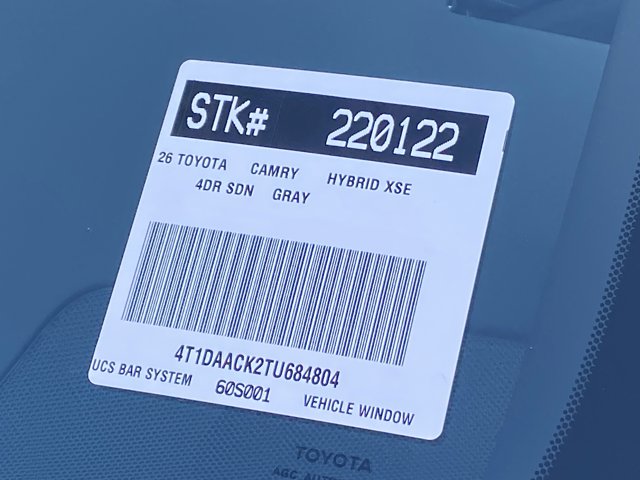 STK# 220122
26 TOYOTA CAMRY HYBRID XSE
4DR SDN GRAY
4T1DAACK2TU684804
UCS BAR SYSTEM 60S001 VEHICLE WINDOW
TOYOTA